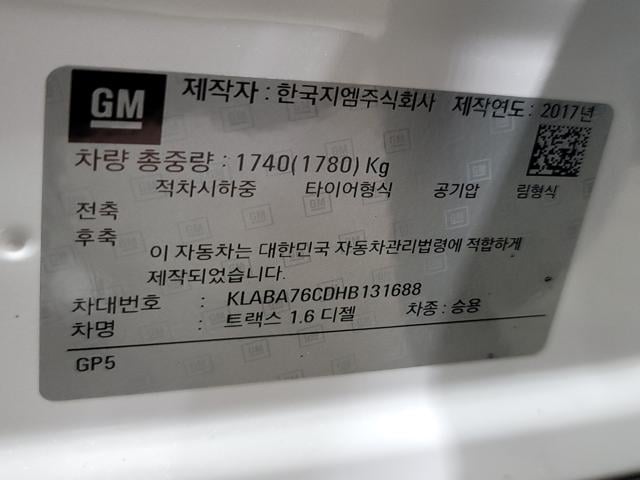 GM 제작자 : 한국지엠주식회사 제작연도 : 2017년
차량 총중량 : 1740(1780) Kg
적차시하중 타이어형식 공기압 림형식
전축
후축
이 자동차는 대한민국 자동차관리법령에 적합하게
제작되었습니다.
차대번호 : KLABA76CDHB131688
차명 : 트랙스 1.6 디젤 차종 : 승용
GP5